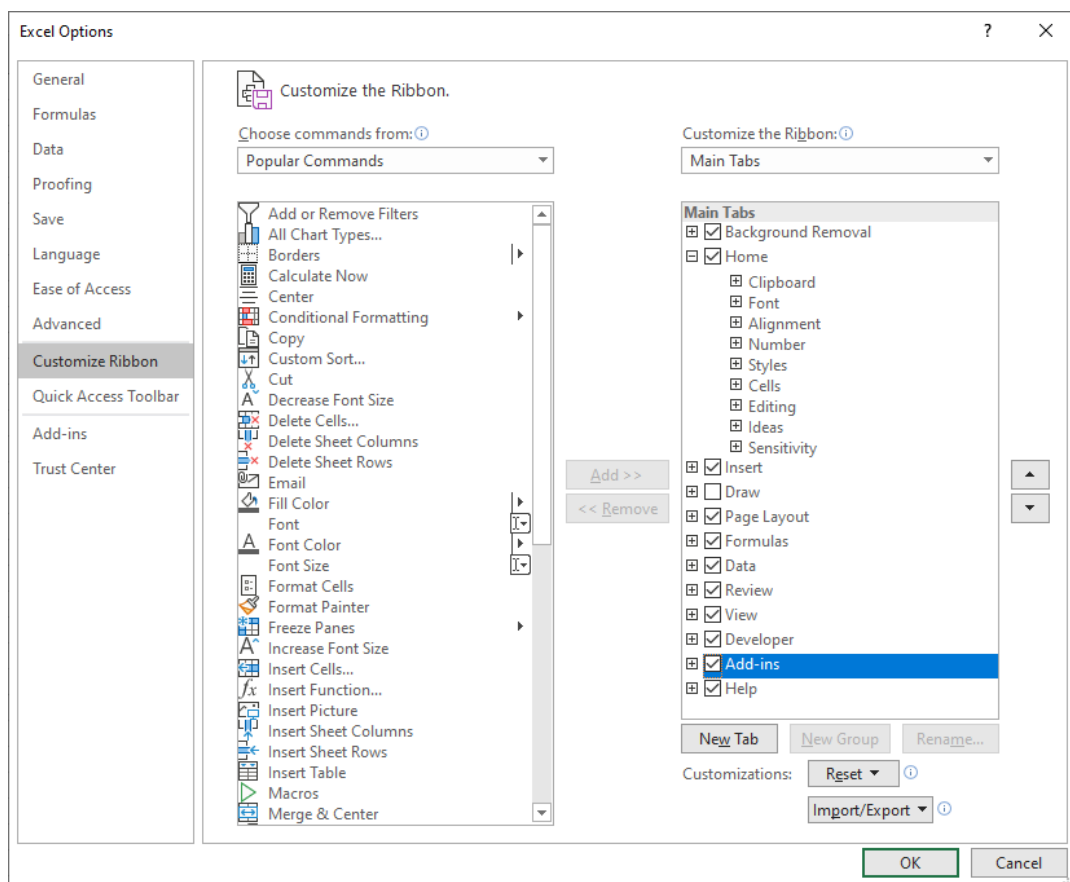 Excel Options
?
General
Formulas
Data
Proofing
Save
Language
Ease of Access
Advanced
Customize Ribbon
Quick Access Toolbar
Add-ins
Trust Center
Customize the Ribbon.
Choose commands from:
Popular Commands
Add or Remove Filters
All Chart Types...
Borders
Calculate Now
Center
Conditional Formatting
Copy
Custom Sort...
Cut
Decrease Font Size
Delete Cells...
Delete Sheet Columns
Delete Sheet Rows
Email
Fill Color
Font
Font Color
Font Size
Format Cells
Format Painter
Freeze Panes
Increase Font Size
Insert Cells...
Insert Function...
Insert Picture
Insert Sheet Columns
Insert Sheet Rows
Insert Table
Macros
Merge & Center
Add >>
<< Remove
Customize the Ribbon:
Main Tabs
Main Tabs
Background Removal
Home
Clipboard
Font
Alignment
Number
Styles
Cells
Editing
Ideas
Sensitivity
Insert
Draw
Page Layout
Formulas
Data
Review
View
Developer
Add-ins
Help
New Tab
New Group
Rename...
Customizations:
Reset
Import/Export
OK
Cancel